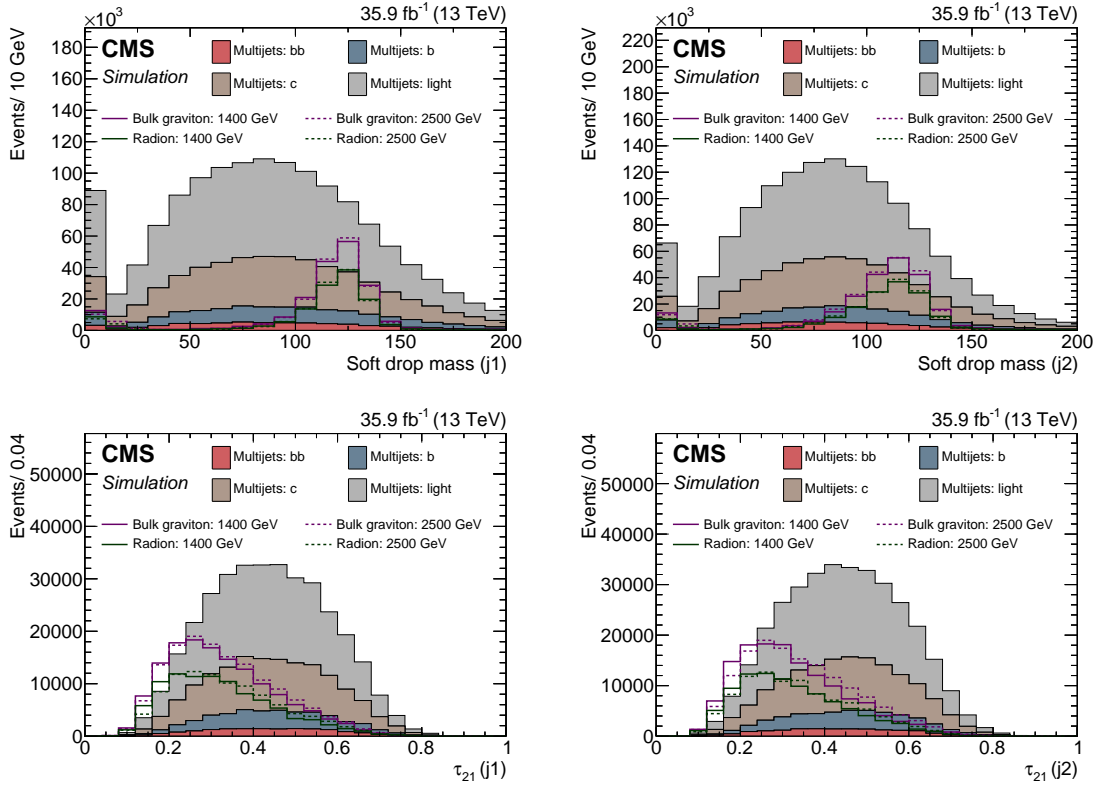 ×10³ 35.9 fb⁻¹ (13 TeV)
Events/ 10 GeV
180
160
140
120
100
80
60
40
20
0
CMS
Simulation
Multijets: bb Multijets: b
Multijets: c Multijets: light
Bulk graviton: 1400 GeV Bulk graviton: 2500 GeV
Radion: 1400 GeV Radion: 2500 GeV
0 50 100 150 200
Soft drop mass (j1)
×10³ 35.9 fb⁻¹ (13 TeV)
Events/ 10 GeV
220
200
180
160
140
120
100
80
60
40
20
0
CMS
Simulation
Multijets: bb Multijets: b
Multijets: c Multijets: light
Bulk graviton: 1400 GeV Bulk graviton: 2500 GeV
Radion: 1400 GeV Radion: 2500 GeV
0 50 100 150 200
Soft drop mass (j2)
35.9 fb⁻¹ (13 TeV)
Events/ 0.04
50000
40000
30000
20000
10000
0
CMS
Simulation
Multijets: bb Multijets: b
Multijets: c Multijets: light
Bulk graviton: 1400 GeV Bulk graviton: 2500 GeV
Radion: 1400 GeV Radion: 2500 GeV
0 0.2 0.4 0.6 0.8 1
τ₂₁ (j1)
35.9 fb⁻¹ (13 TeV)
Events/ 0.04
50000
40000
30000
20000
10000
0
CMS
Simulation
Multijets: bb Multijets: b
Multijets: c Multijets: light
Bulk graviton: 1400 GeV Bulk graviton: 2500 GeV
Radion: 1400 GeV Radion: 2500 GeV
0 0.2 0.4 0.6 0.8 1
τ₂₁ (j2)